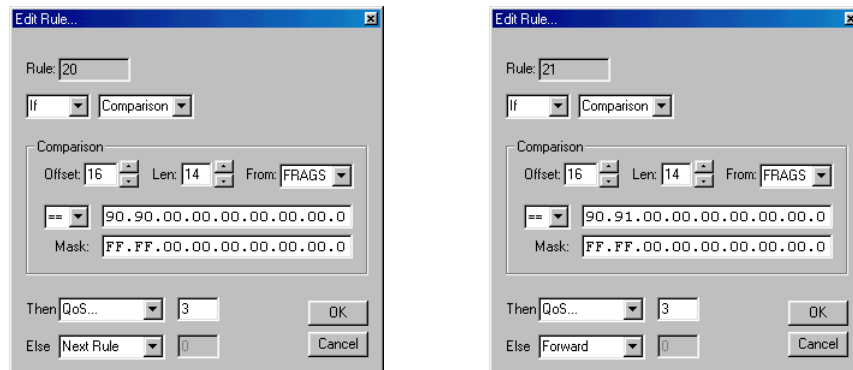 Edit Rule...
Rule: 20
If Comparison
Comparison
Offset: 16 Len: 14 From: FRAGS
== 90.90.00.00.00.00.00.00.0
Mask: FF.FF.00.00.00.00.00.00.0
Then QoS... 3 OK
Else Next Rule 0 Cancel
Edit Rule...
Rule: 21
If Comparison
Comparison
Offset: 16 Len: 14 From: FRAGS
== 90.91.00.00.00.00.00.00.0
Mask: FF.FF.00.00.00.00.00.00.0
Then QoS... 3 OK
Else Forward 0 Cancel